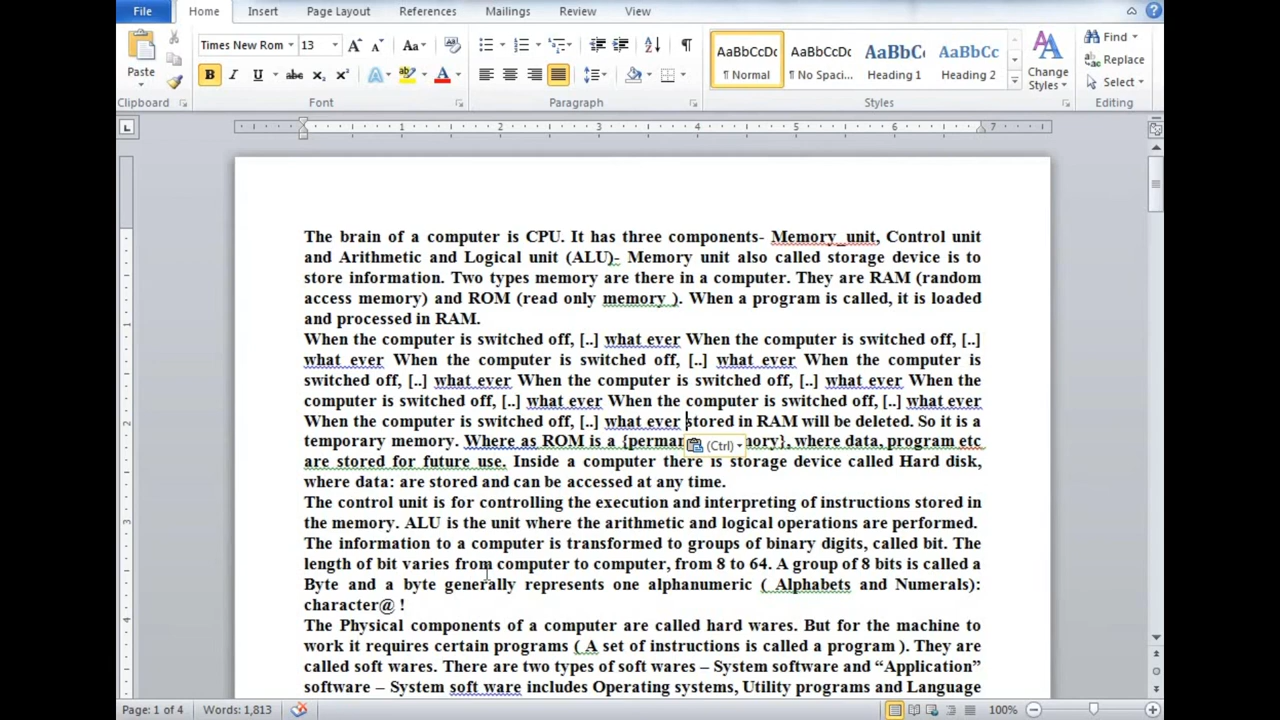 File Home Insert Page Layout References Mailings Review View
Paste
Times New Rom 13
Aa
B I U abc x₂ x² A A
AaBbCcDc AaBbCcDc AaBbC AaBbCc
¶ Normal ¶ No Spaci... Heading 1 Heading 2
Change Styles
Find
Replace
Select
Clipboard Font Paragraph Styles Editing
1 2 3 4 5 6 7
The brain of a computer is CPU. It has three components- Memory unit, Control unit
and Arithmetic and Logical unit (ALU)- Memory unit also called storage device is to
store information. Two types memory are there in a computer. They are RAM (random
access memory) and ROM (read only memory ). When a program is called, it is loaded
and processed in RAM.
When the computer is switched off, [..] what ever When the computer is switched off, [..]
what ever When the computer is switched off, [..] what ever When the computer is
switched off, [..] what ever When the computer is switched off, [..] what ever When the
computer is switched off, [..] what ever When the computer is switched off, [..] what ever
When the computer is switched off, [..] what ever stored in RAM will be deleted. So it is a
temporary memory. Where as ROM is a {perma mory}, where data, program etc
(Ctrl)
are stored for future use. Inside a computer there is storage device called Hard disk,
where data: are stored and can be accessed at any time.
The control unit is for controlling the execution and interpreting of instructions stored in
the memory. ALU is the unit where the arithmetic and logical operations are performed.
The information to a computer is transformed to groups of binary digits, called bit. The
length of bit varies from computer to computer, from 8 to 64. A group of 8 bits is called a
Byte and a byte generally represents one alphanumeric ( Alphabets and Numerals):
character@ !
The Physical components of a computer are called hard wares. But for the machine to
work it requires certain programs ( A set of instructions is called a program ). They are
called soft wares. There are two types of soft wares – System software and “Application”
software – System soft ware includes Operating systems, Utility programs and Language
Page: 1 of 4 Words: 1,813 100%